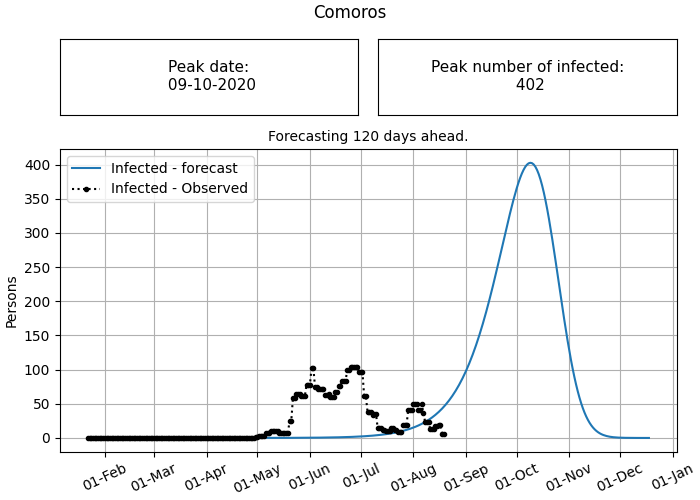 Comoros
Peak date:
09-10-2020
Peak number of infected:
402
Forecasting 120 days ahead.
Infected - forecast
Infected - Observed
Persons
400
350
300
250
200
150
100
50
0
01-Feb
01-Mar
01-Apr
01-May
01-Jun
01-Jul
01-Aug
01-Sep
01-Oct
01-Nov
01-Dec
01-Jan